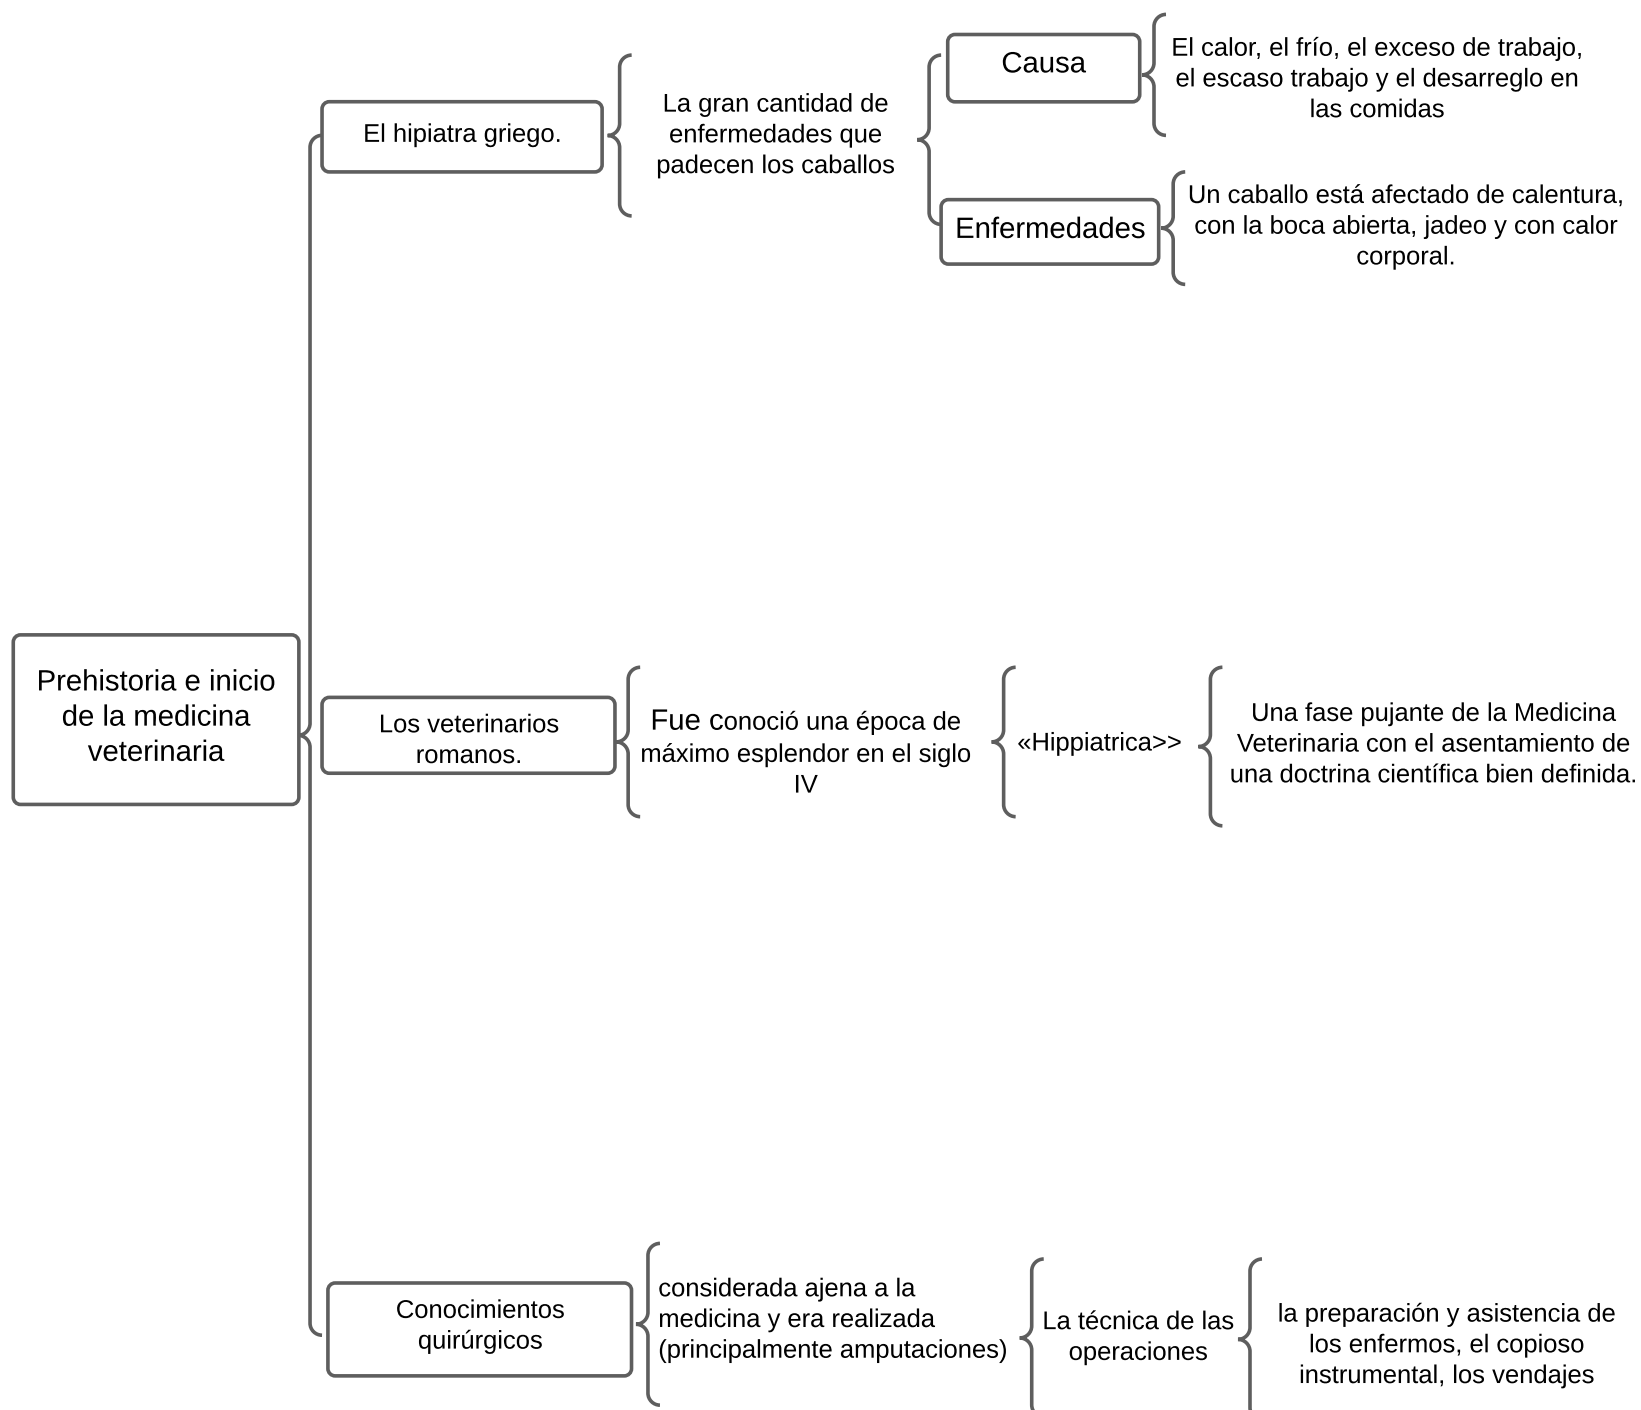 Prehistoria e inicio
de la medicina
veterinaria
El hipiatra griego.
La gran cantidad de
enfermedades que
padecen los caballos
Causa
El calor, el frío, el exceso de trabajo,
el escaso trabajo y el desarreglo en
las comidas
Enfermedades
Un caballo está afectado de calentura,
con la boca abierta, jadeo y con calor
corporal.
Los veterinarios
romanos.
Fue conoció una época de
máximo esplendor en el siglo
IV
«Hippiatrica>>
Una fase pujante de la Medicina
Veterinaria con el asentamiento de
una doctrina científica bien definida.
Conocimientos
quirúrgicos
considerada ajena a la
medicina y era realizada
(principalmente amputaciones)
La técnica de las
operaciones
la preparación y asistencia de
los enfermos, el copioso
instrumental, los vendajes